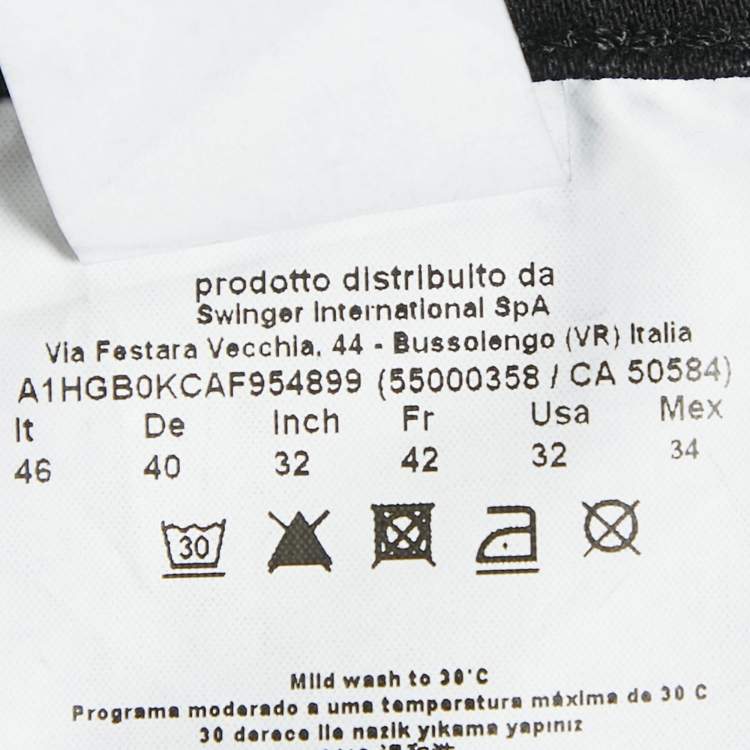 prodotto distribuito da
Swinger International SpA
Via Festara Vecchia, 44 - Bussolengo (VR) Italia
A1HGB0KCAF954899 (55000358 / CA 50584)
It De Inch Fr Usa Mex
46 40 32 42 32 34
30
Mild wash to 30°C
Programa moderado a uma temperatura máxima de 30 C
30 derece ile nazik yıkama yapınız